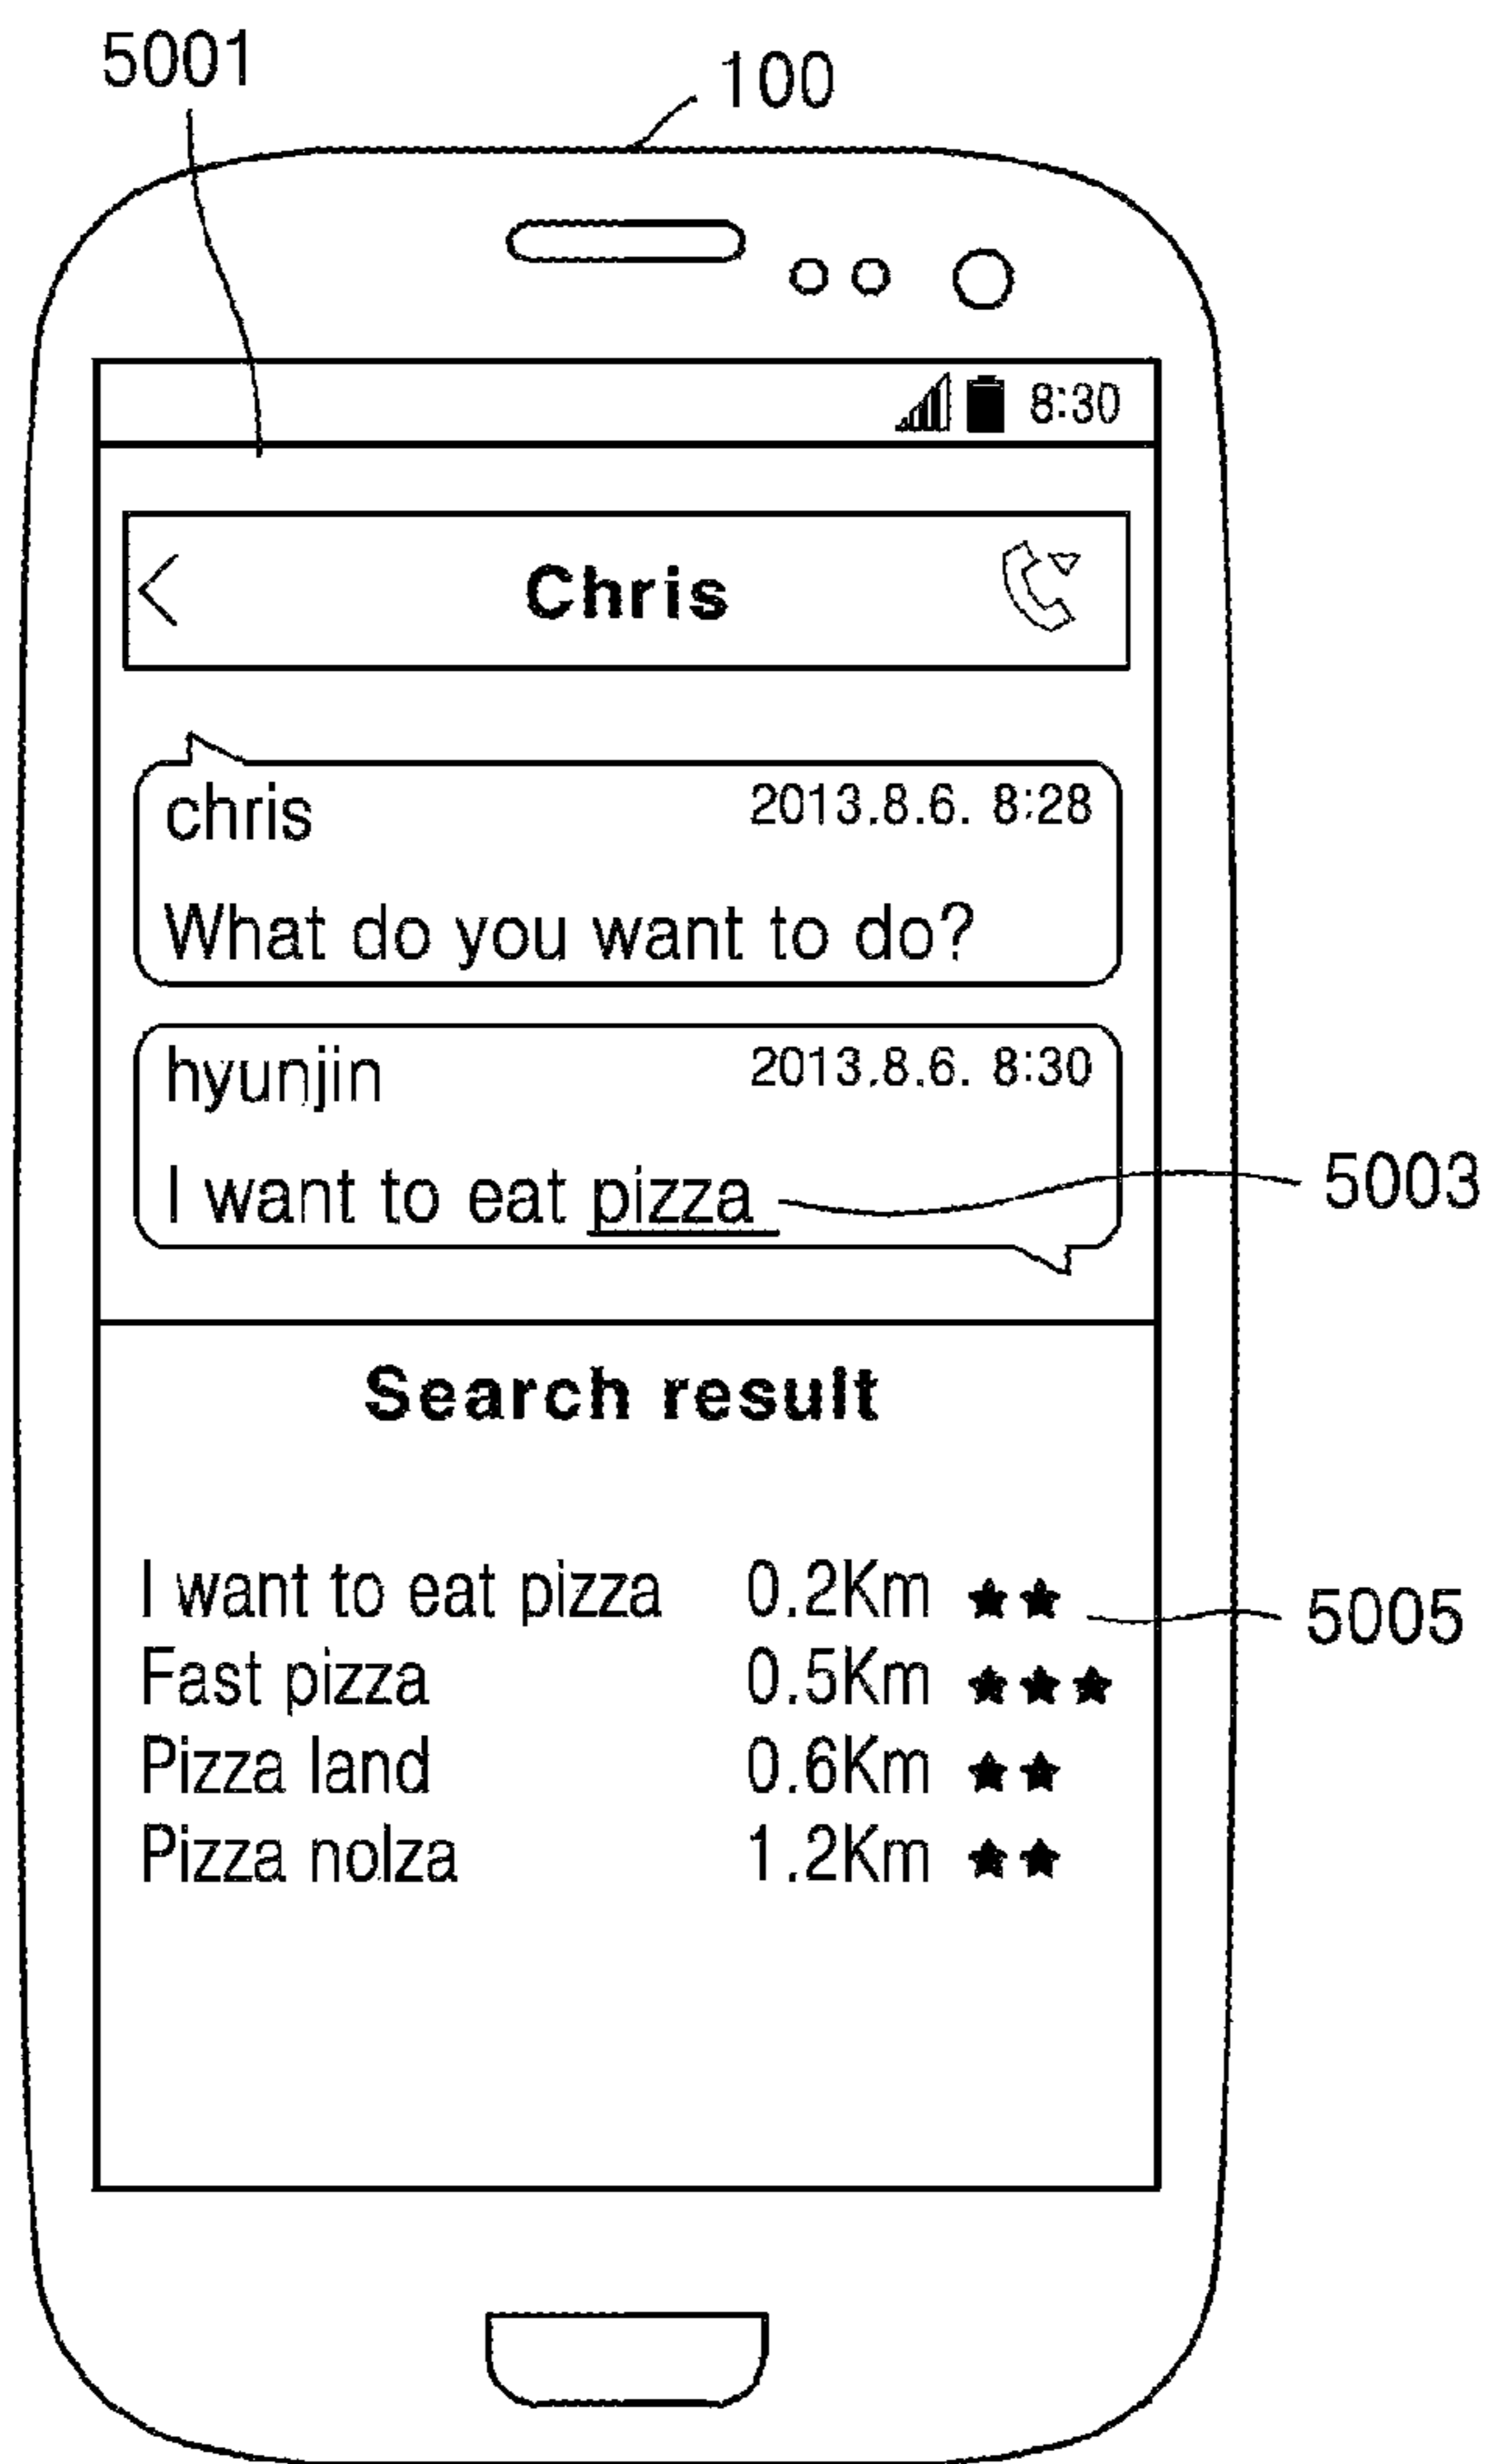 5001
100
8:30
Chris
chris 2013.8.6. 8:28
What do you want to do?
hyunjin 2013.8.6. 8:30
I want to eat pizza
5003
Search result
I want to eat pizza 0.2Km ★★
5005
Fast pizza 0.5Km ★★★
Pizza land 0.6Km ★★
Pizza nolza 1.2Km ★★